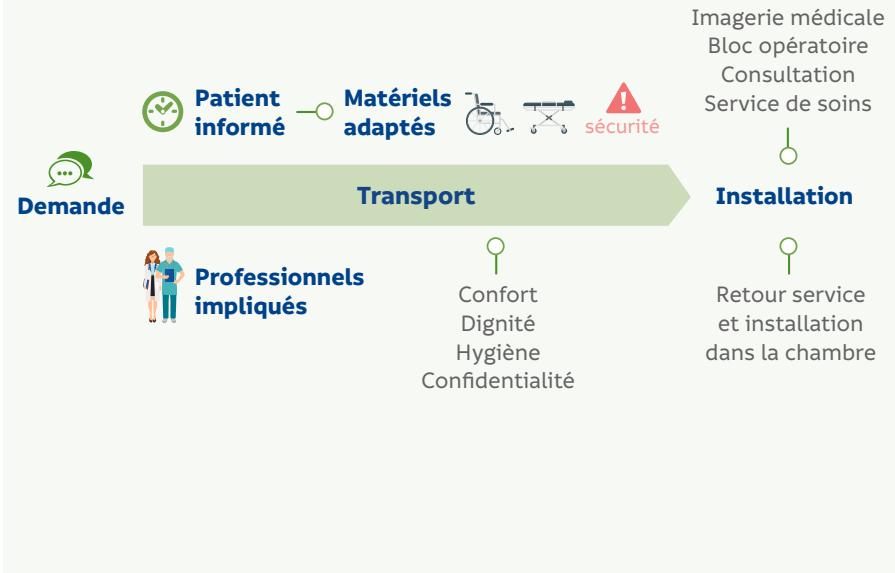 Imagerie médicale
Bloc opératoire
Consultation
Service de soins
Patient
informé
Matériels
adaptés
sécurité
Demande
Transport
Installation
Professionnels
impliqués
Confort
Dignité
Hygiène
Confidentialité
Retour service
et installation
dans la chambre